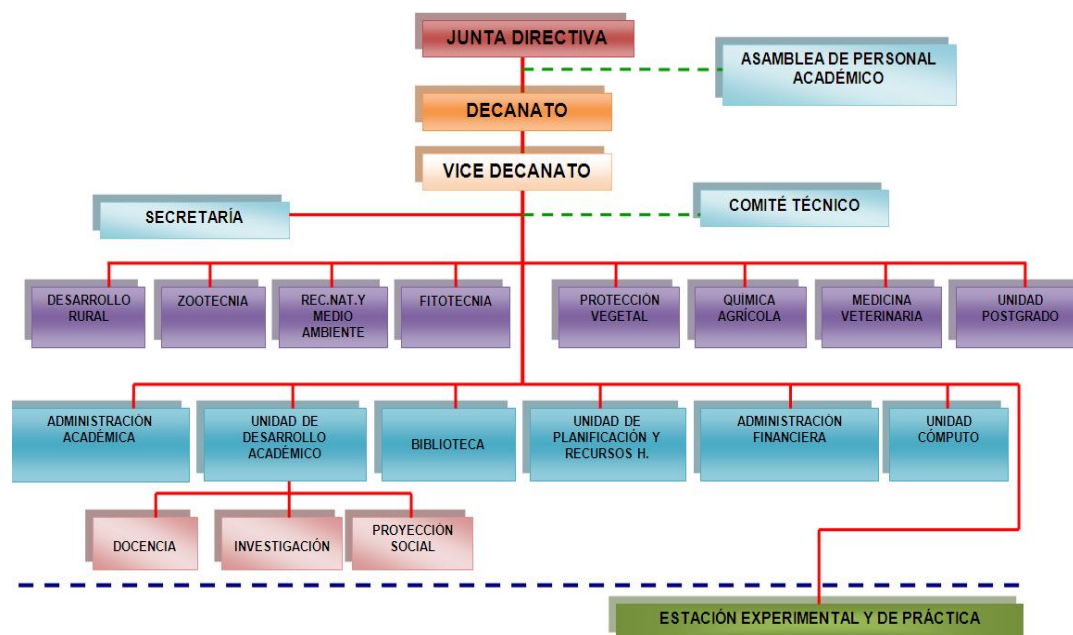 JUNTA DIRECTIVA
ASAMBLEA DE PERSONAL
ACADÉMICO
DECANATO
VICE DECANATO
SECRETARÍA
COMITÉ TÉCNICO
DESARROLLO
RURAL
ZOOTECNIA
REC.NAT.Y
MEDIO
AMBIENTE
FITOTECNIA
PROTECCIÓN
VEGETAL
QUÍMICA
AGRÍCOLA
MEDICINA
VETERINARIA
UNIDAD
POSTGRADO
ADMINISTRACIÓN
ACADÉMICA
UNIDAD DE
DESARROLLO
ACADÉMICO
BIBLIOTECA
UNIDAD DE
PLANIFICACIÓN Y
RECURSOS H.
ADMINISTRACIÓN
FINANCIERA
UNIDAD
CÓMPUTO
DOCENCIA
INVESTIGACIÓN
PROYECCIÓN
SOCIAL
ESTACIÓN EXPERIMENTAL Y DE PRÁCTICA